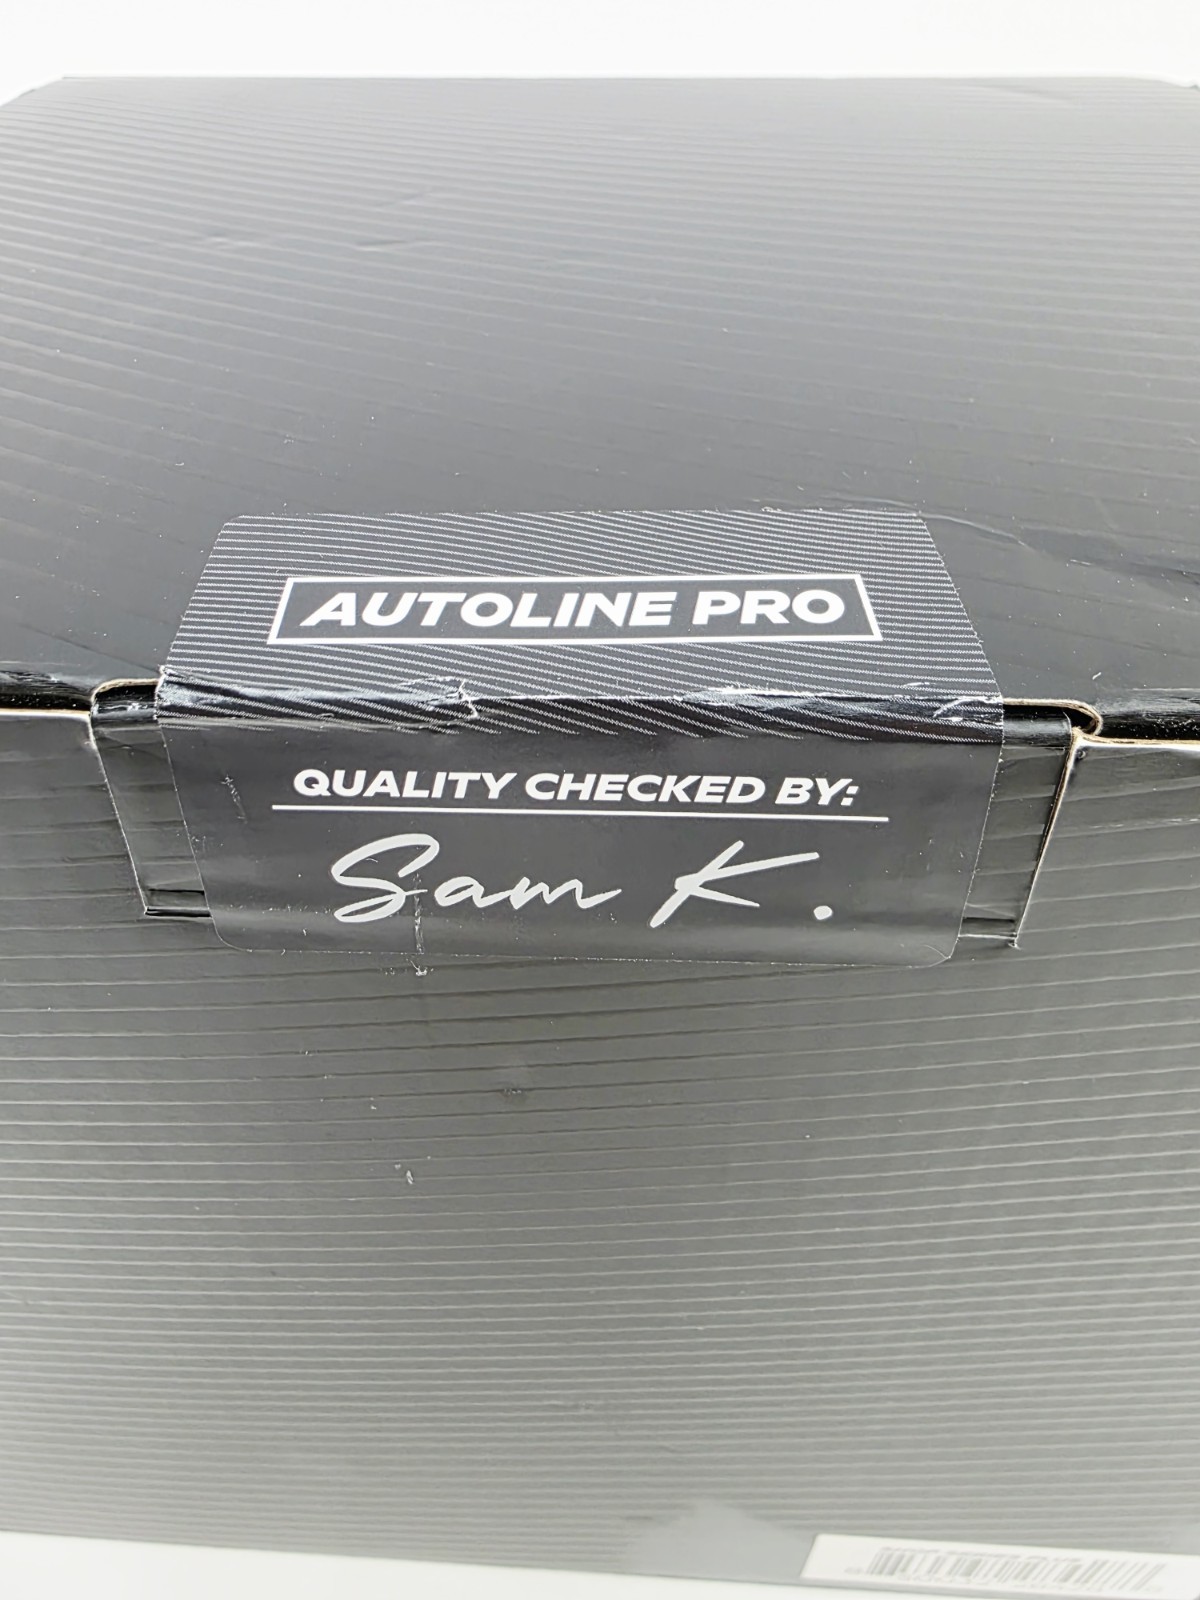 AUTOLINE PRO
QUALITY CHECKED BY:
Sam K.